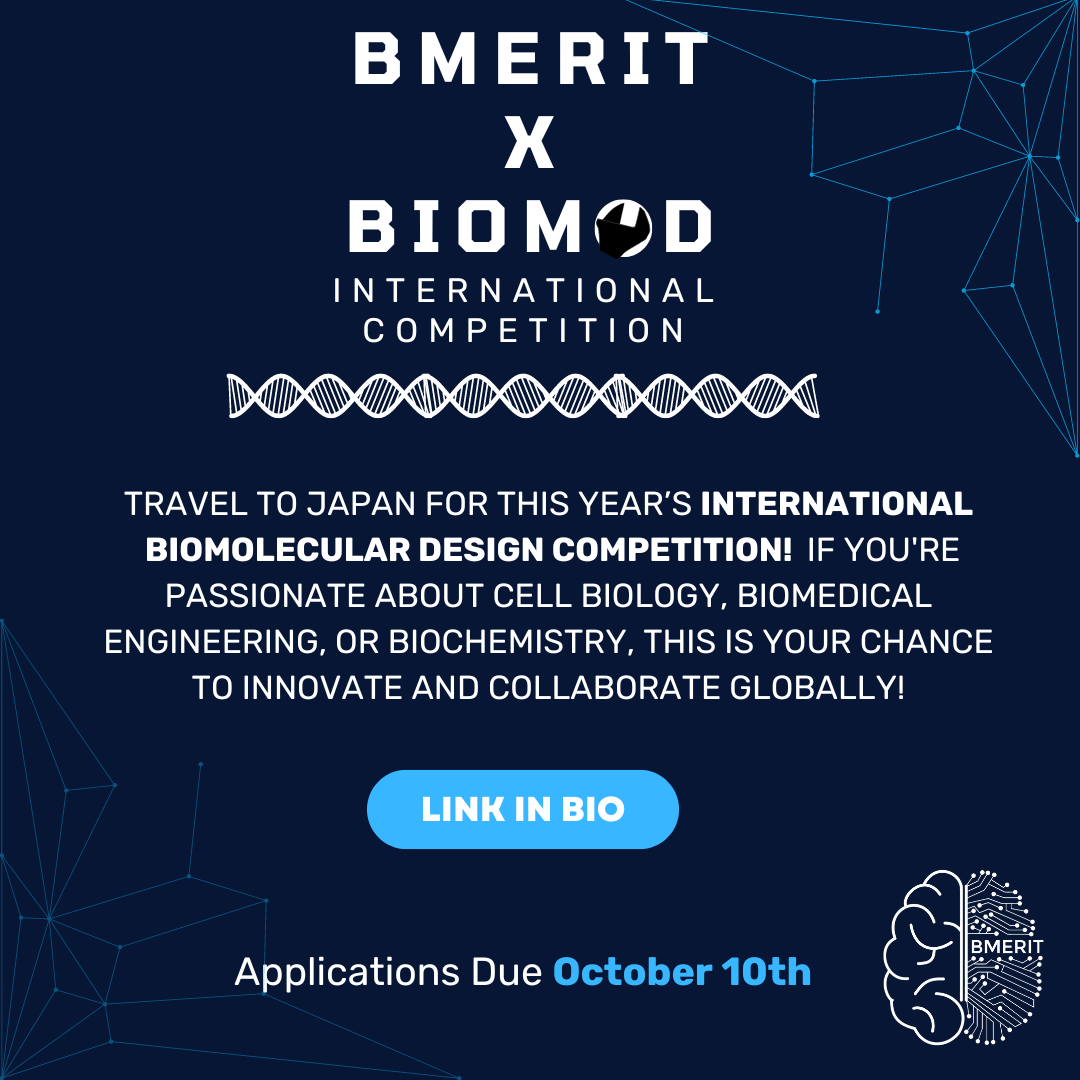 BMERIT
X
BIOMOD
INTERNATIONAL
COMPETITION
TRAVEL TO JAPAN FOR THIS YEAR’S INTERNATIONAL
BIOMOLECULAR DESIGN COMPETITION! IF YOU'RE
PASSIONATE ABOUT CELL BIOLOGY, BIOMEDICAL
ENGINEERING, OR BIOCHEMISTRY, THIS IS YOUR CHANCE
TO INNOVATE AND COLLABORATE GLOBALLY!
LINK IN BIO
BMERIT
Applications Due October 10th